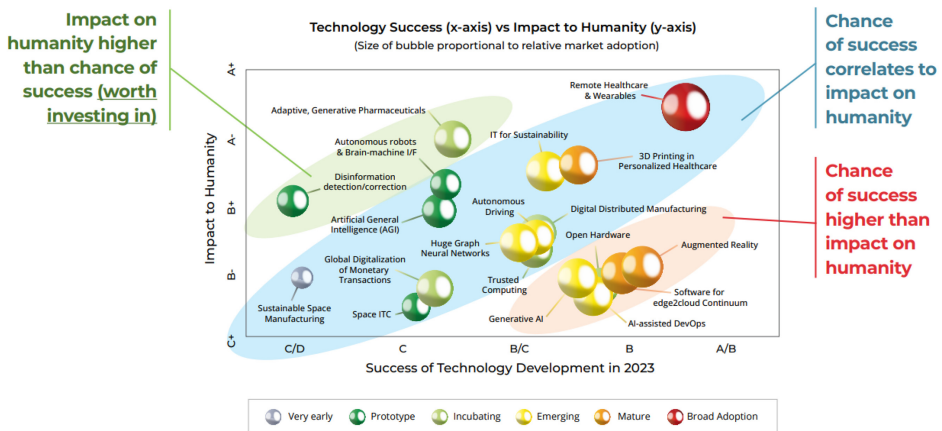 Impact on
humanity higher
than chance of
success (worth
investing in)
Technology Success (x-axis) vs Impact to Humanity (y-axis)
(Size of bubble proportional to relative market adoption)
Chance
of success
correlates to
impact on
humanity
Chance
of success
higher than
impact on
humanity
Impact to Humanity
A+
A-
B+
B-
C+
Remote Healthcare
& Wearables
Adaptive, Generative Pharmaceuticals
IT for Sustainability
Autonomous robots
& Brain-machine I/F
3D Printing in
Personalized Healthcare
Disinformation
detection/correction
Autonomous
Driving
Digital Distributed Manufacturing
Artificial General
Intelligence (AGI)
Open Hardware
Huge Graph
Neural Networks
Augmented Reality
Global Digitalization
of Monetary
Transactions
Trusted
Computing
Sustainable Space
Manufacturing
Space ITC
Generative AI
Software for
edge2cloud Continuum
AI-assisted DevOps
C/D
C
B/C
B
A/B
Success of Technology Development in 2023
Very early
Prototype
Incubating
Emerging
Mature
Broad Adoption